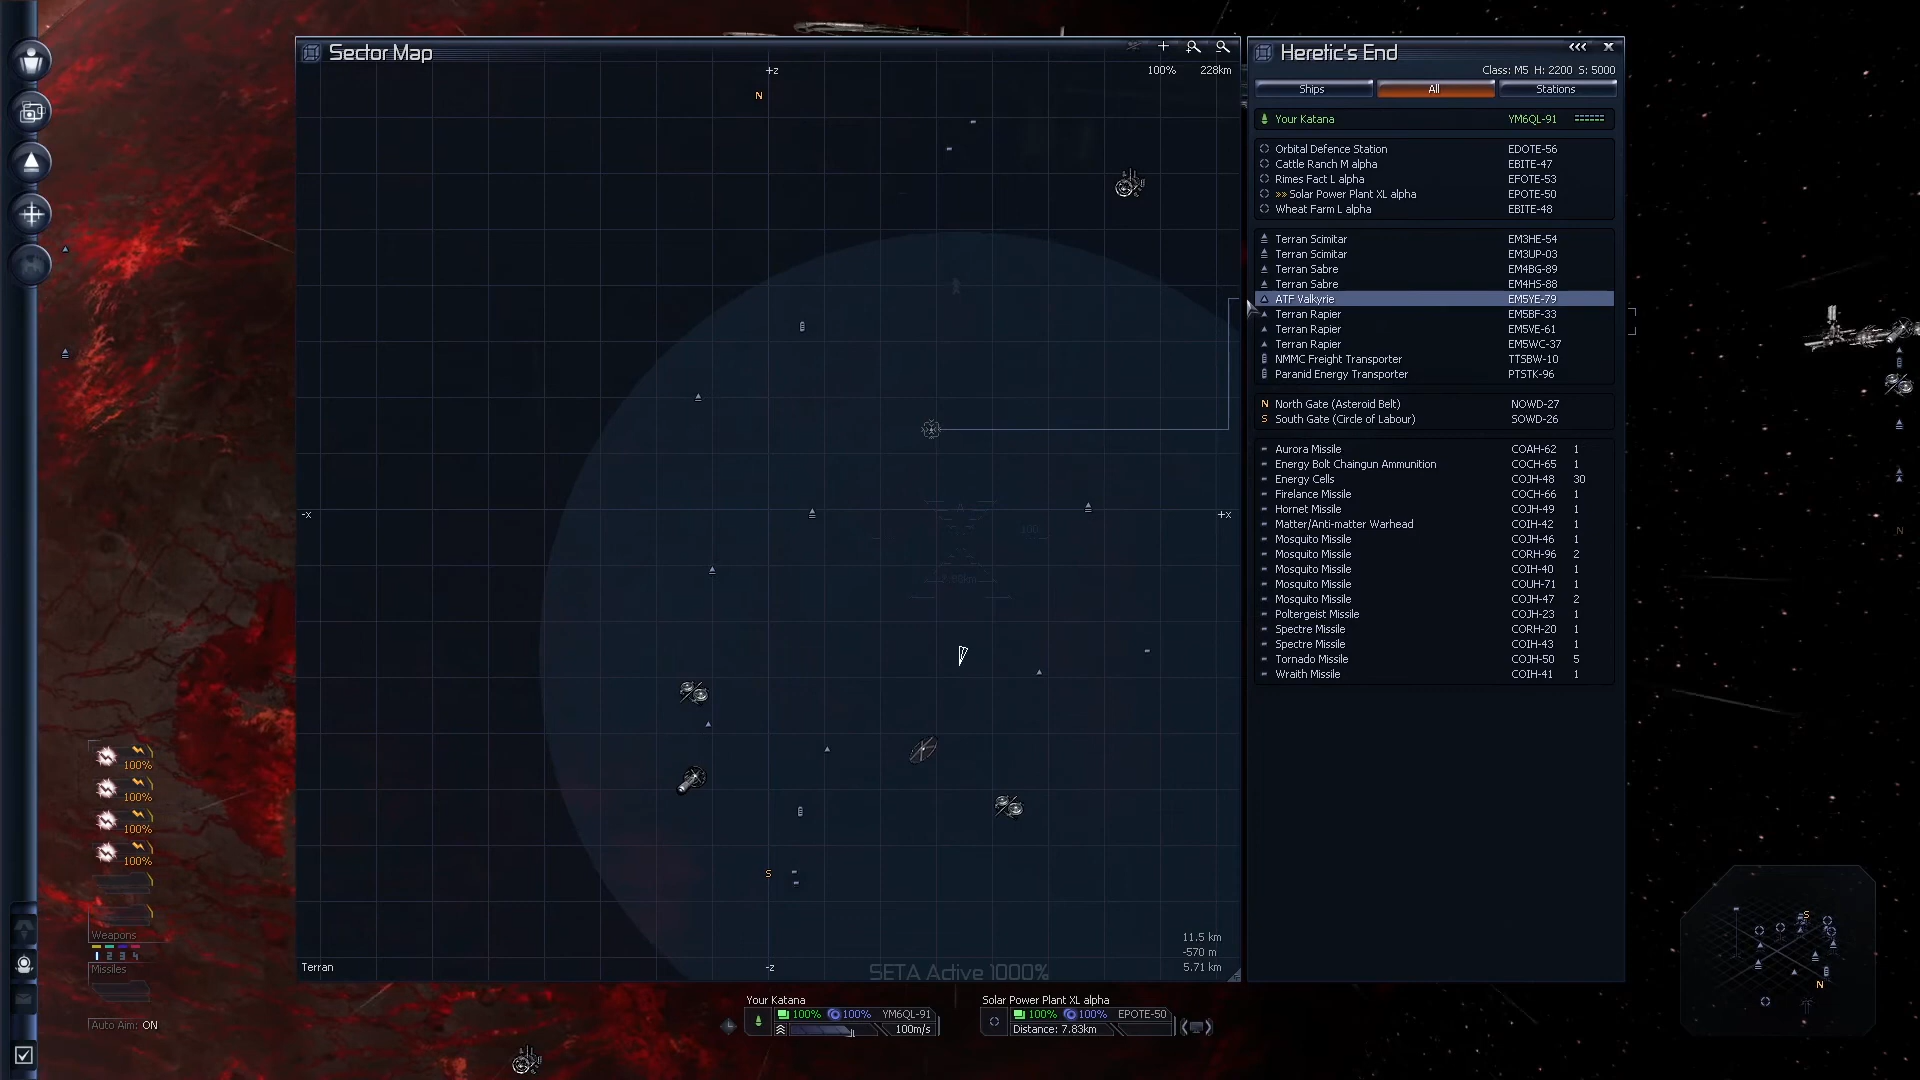 Sector Map
+z
100% 228km
N
-x
+x
S
-z
Terran
11.5 km
-570 m
5.71 km
SETA Active 1000%
Heretic's End
Class: M5 H: 2200 S: 5000
Ships All Stations
Your Katana YM6QL-91
Orbital Defence Station EDOTE-56
Cattle Ranch M alpha EBITE-47
Rimes Fact L alpha EFOTE-53
»» Solar Power Plant XL alpha EPOTE-50
Wheat Farm L alpha EBITE-48
Terran Scimitar EM3HE-54
Terran Scimitar EM3UP-03
Terran Sabre EM4BG-89
Terran Sabre EM4HS-88
ATF Valkyrie EM5YE-79
Terran Rapier EM5BF-33
Terran Rapier EM5VE-61
Terran Rapier EM5WC-37
NMMC Freight Transporter TTSBW-10
Paranid Energy Transporter PTSTK-96
N North Gate (Asteroid Belt) NOWD-27
S South Gate (Circle of Labour) SOWD-26
Aurora Missile COAH-62 1
Energy Bolt Chaingun Ammunition COCH-65 1
Energy Cells COJH-48 30
Firelance Missile COCH-66 1
Hornet Missile COJH-49 1
Matter/Anti-matter Warhead COIH-42 1
Mosquito Missile COJH-46 1
Mosquito Missile CORH-96 2
Mosquito Missile COIH-40 1
Mosquito Missile COUH-71 1
Mosquito Missile COJH-47 2
Poltergeist Missile COJH-23 1
Spectre Missile CORH-20 1
Spectre Missile COIH-43 1
Tornado Missile COJH-50 5
Wraith Missile COIH-41 1
100%
100%
100%
100%
Weapons
1 2 3 4
Missiles
Auto Aim: ON
Your Katana
100% 100% YM6QL-91
100m/s
Solar Power Plant XL alpha
100% 100% EPOTE-50
Distance: 7.83km
N
S
N